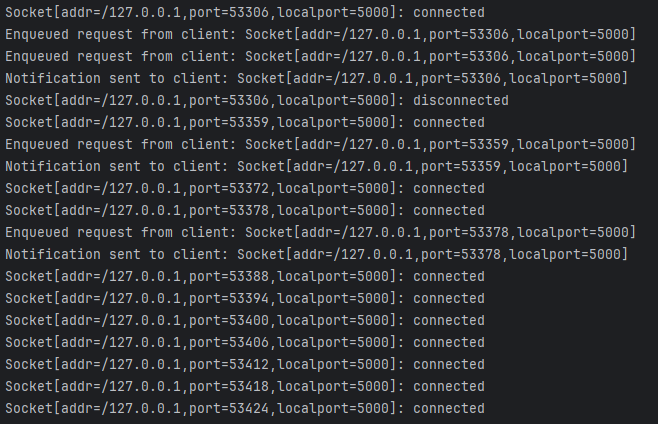 Socket[addr=/127.0.0.1,port=53306,localport=5000]: connected
Enqueued request from client: Socket[addr=/127.0.0.1,port=53306,localport=5000]
Enqueued request from client: Socket[addr=/127.0.0.1,port=53306,localport=5000]
Notification sent to client: Socket[addr=/127.0.0.1,port=53306,localport=5000]
Socket[addr=/127.0.0.1,port=53306,localport=5000]: disconnected
Socket[addr=/127.0.0.1,port=53359,localport=5000]: connected
Enqueued request from client: Socket[addr=/127.0.0.1,port=53359,localport=5000]
Notification sent to client: Socket[addr=/127.0.0.1,port=53359,localport=5000]
Socket[addr=/127.0.0.1,port=53372,localport=5000]: connected
Socket[addr=/127.0.0.1,port=53378,localport=5000]: connected
Enqueued request from client: Socket[addr=/127.0.0.1,port=53378,localport=5000]
Notification sent to client: Socket[addr=/127.0.0.1,port=53378,localport=5000]
Socket[addr=/127.0.0.1,port=53388,localport=5000]: connected
Socket[addr=/127.0.0.1,port=53394,localport=5000]: connected
Socket[addr=/127.0.0.1,port=53400,localport=5000]: connected
Socket[addr=/127.0.0.1,port=53406,localport=5000]: connected
Socket[addr=/127.0.0.1,port=53412,localport=5000]: connected
Socket[addr=/127.0.0.1,port=53418,localport=5000]: connected
Socket[addr=/127.0.0.1,port=53424,localport=5000]: connected